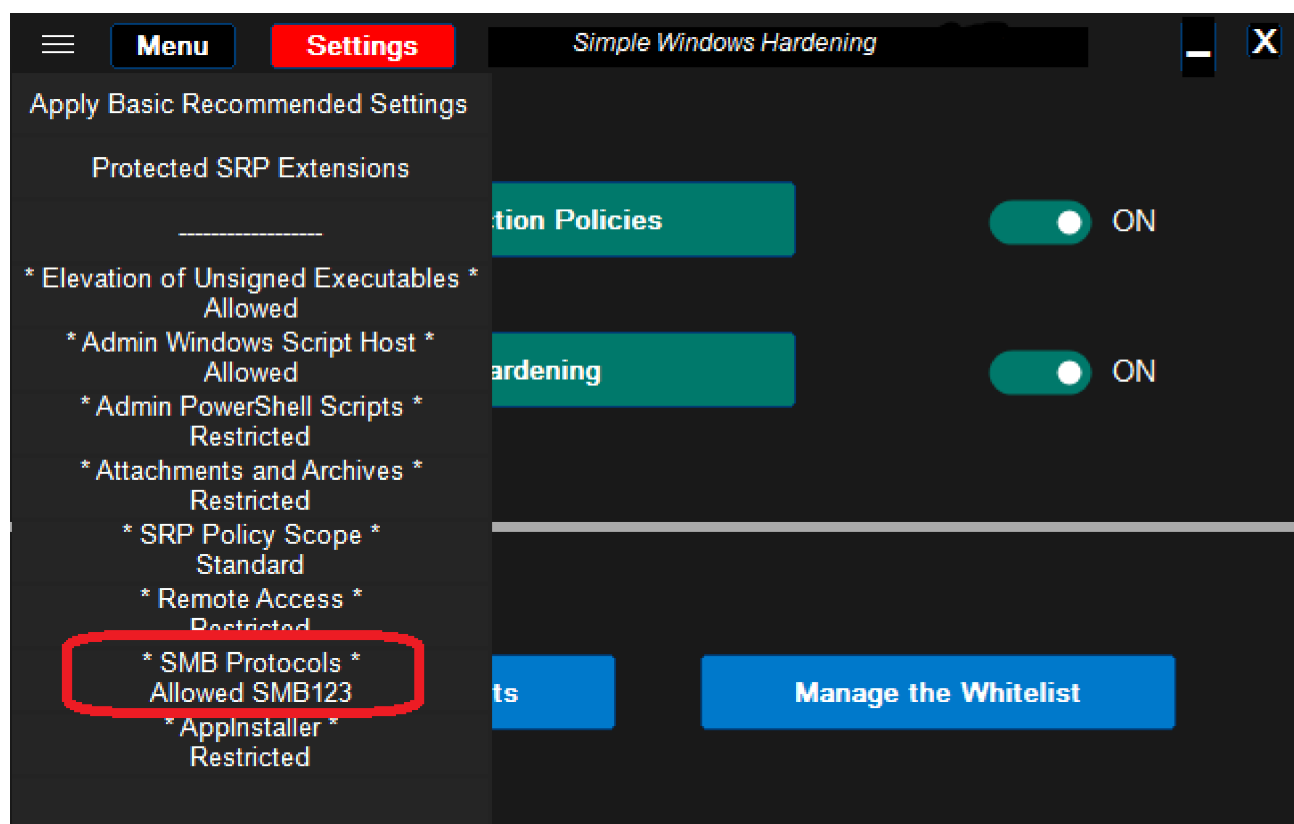 Menu
Settings
Simple Windows Hardening
X
Apply Basic Recommended Settings
Protected SRP Extensions
------------------
* Elevation of Unsigned Executables *
Allowed
* Admin Windows Script Host *
Allowed
* Admin PowerShell Scripts *
Restricted
* Attachments and Archives *
Restricted
* SRP Policy Scope *
Standard
* Remote Access *
Restricted
* SMB Protocols *
Allowed SMB123
* AppInstaller *
Restricted
tion Policies
ON
ardening
ON
ts
Manage the Whitelist